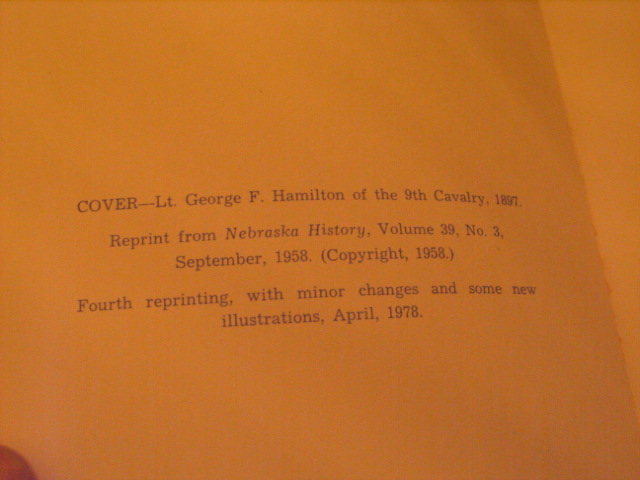 COVER—Lt. George F. Hamilton of the 9th Cavalry, 1897.
Reprint from Nebraska History, Volume 39, No. 3,
September, 1958. (Copyright, 1958.)
Fourth reprinting, with minor changes and some new
illustrations, April, 1978.